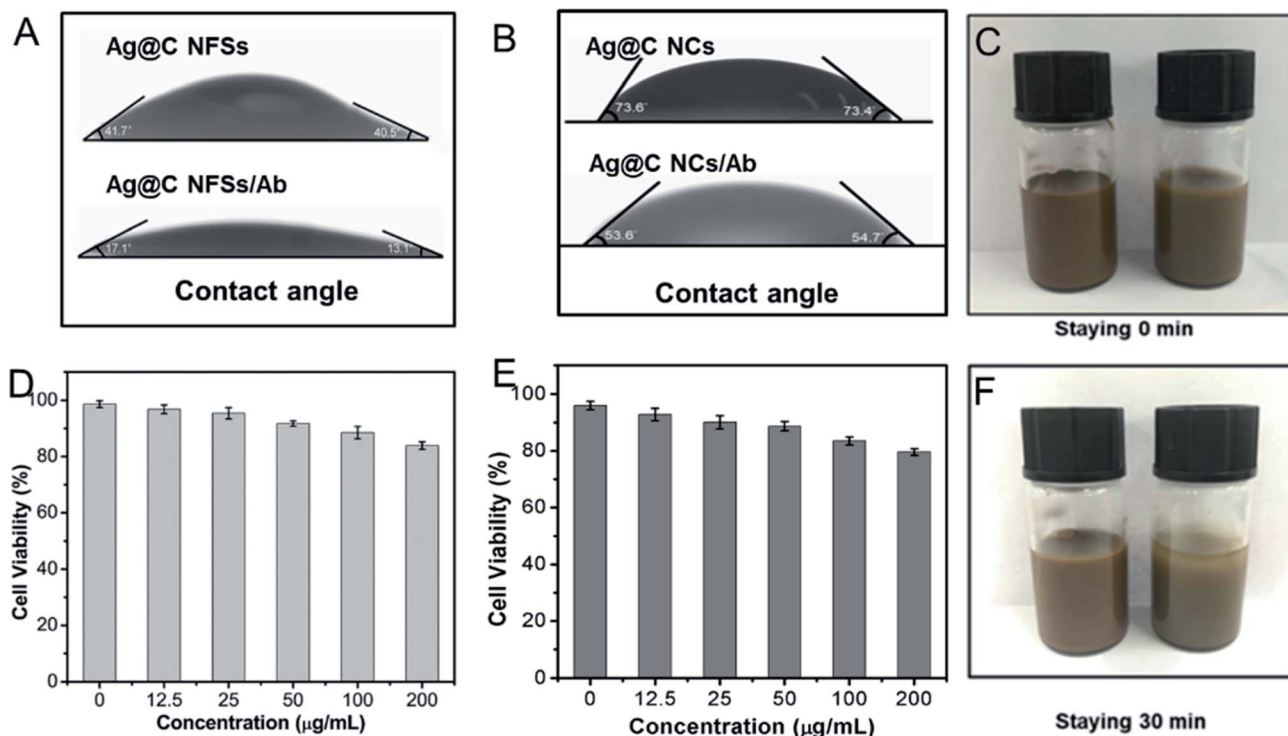 A
Ag@C NFSs
41.7°
40.5°
Ag@C NFSs/Ab
17.1°
13.1°
Contact angle
B
Ag@C NCs
73.6°
73.4°
Ag@C NCs/Ab
53.6°
54.7°
Contact angle
C
Staying 0 min
D
Cell Viability (%)
100
80
60
40
20
0
0 12.5 25 50 100 200
Concentration (μg/mL)
E
Cell Viability (%)
100
80
60
40
20
0
0 12.5 25 50 100 200
Concentration (μg/mL)
F
Staying 30 min